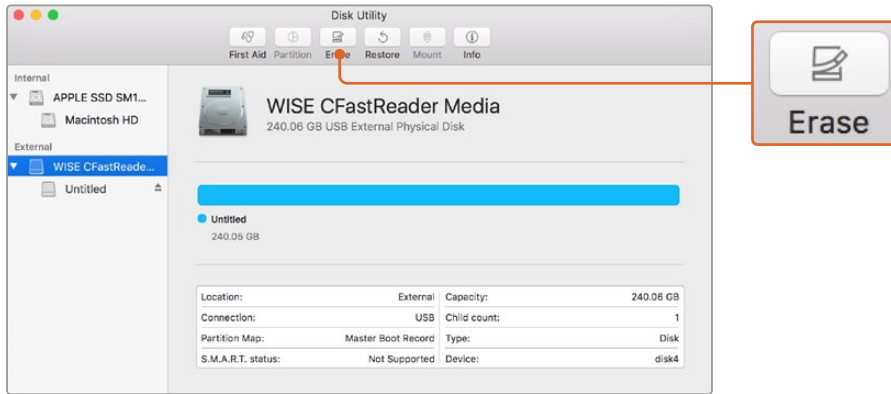 Disk Utility
First Aid Partition Erase Restore Mount Info
Erase
Internal
APPLE SSD SM1...
Macintosh HD
External
WISE CFastReade...
Untitled
WISE CFastReader Media
240.06 GB USB External Physical Disk
Untitled
240.05 GB
Location: External Capacity: 240.06 GB
Connection: USB Child count: 1
Partition Map: Master Boot Record Type: Disk
S.M.A.R.T. status: Not Supported Device: disk4